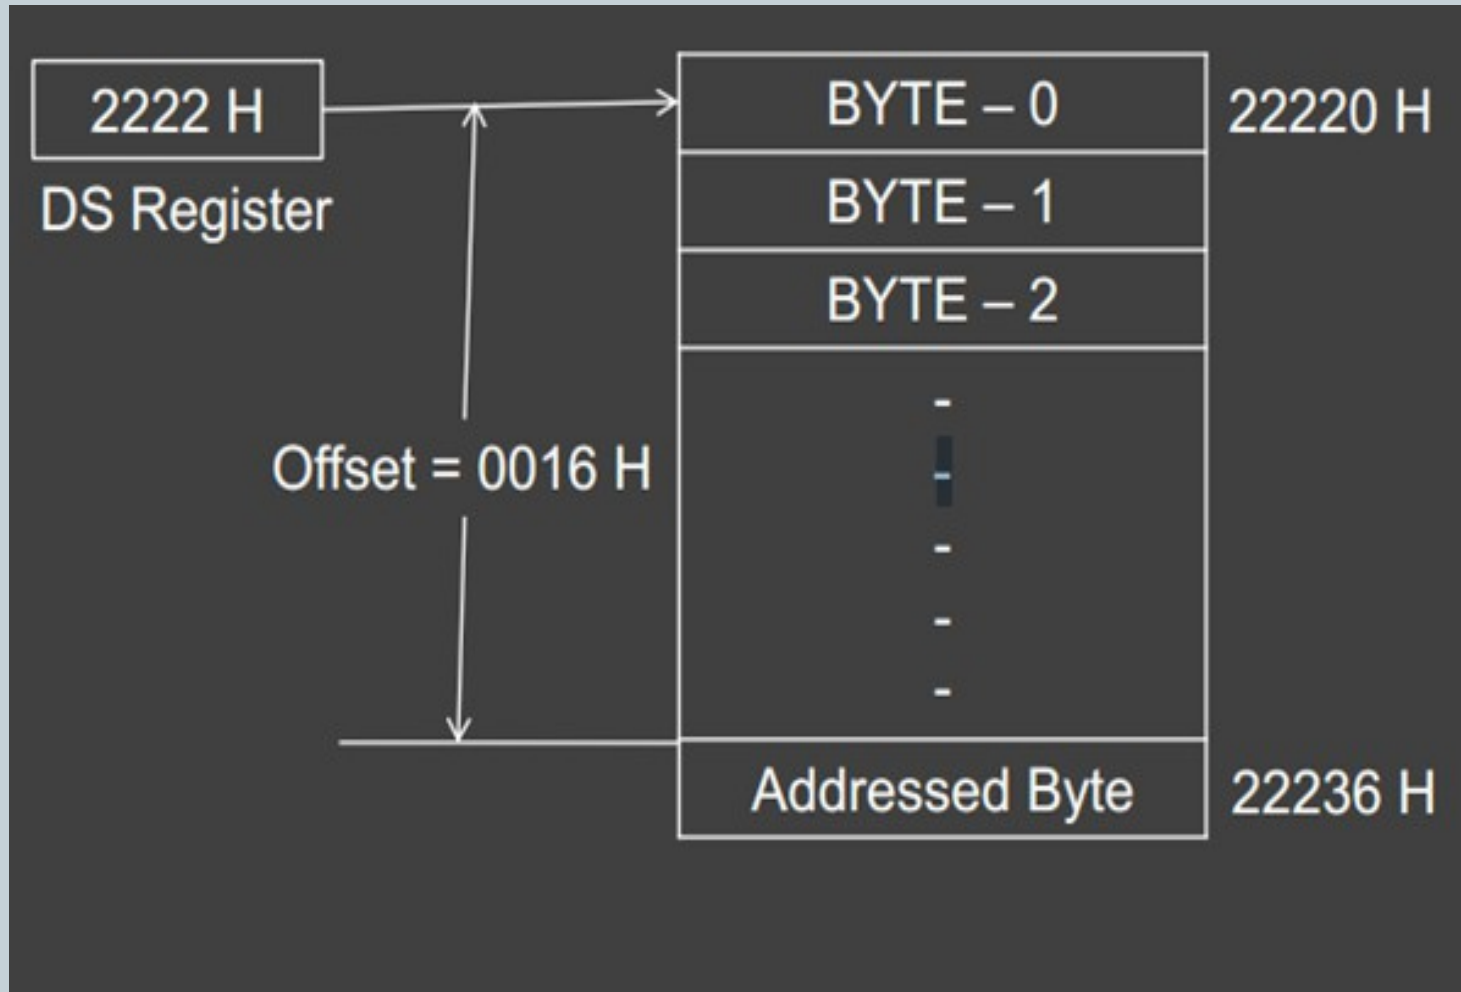 2222 H
DS Register
BYTE – 0
22220 H
BYTE – 1
BYTE – 2
-
-
-
-
-
Offset = 0016 H
Addressed Byte
22236 H